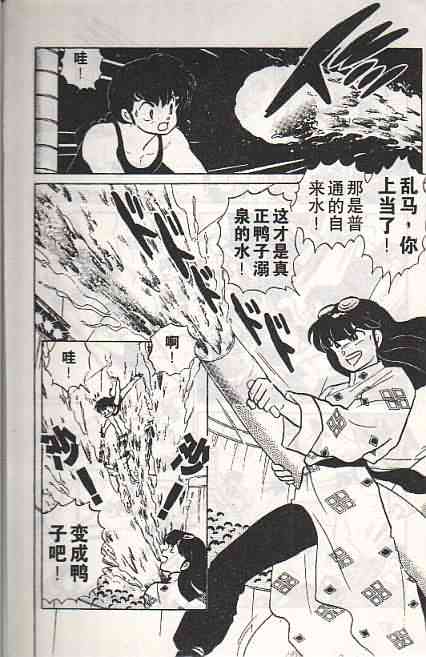 哇！
乱马，你
上当了！
那是普
通的自
来水！
这才是真
正鸭子溺
泉的水！
啊！
哇！
变成鸭
子吧！